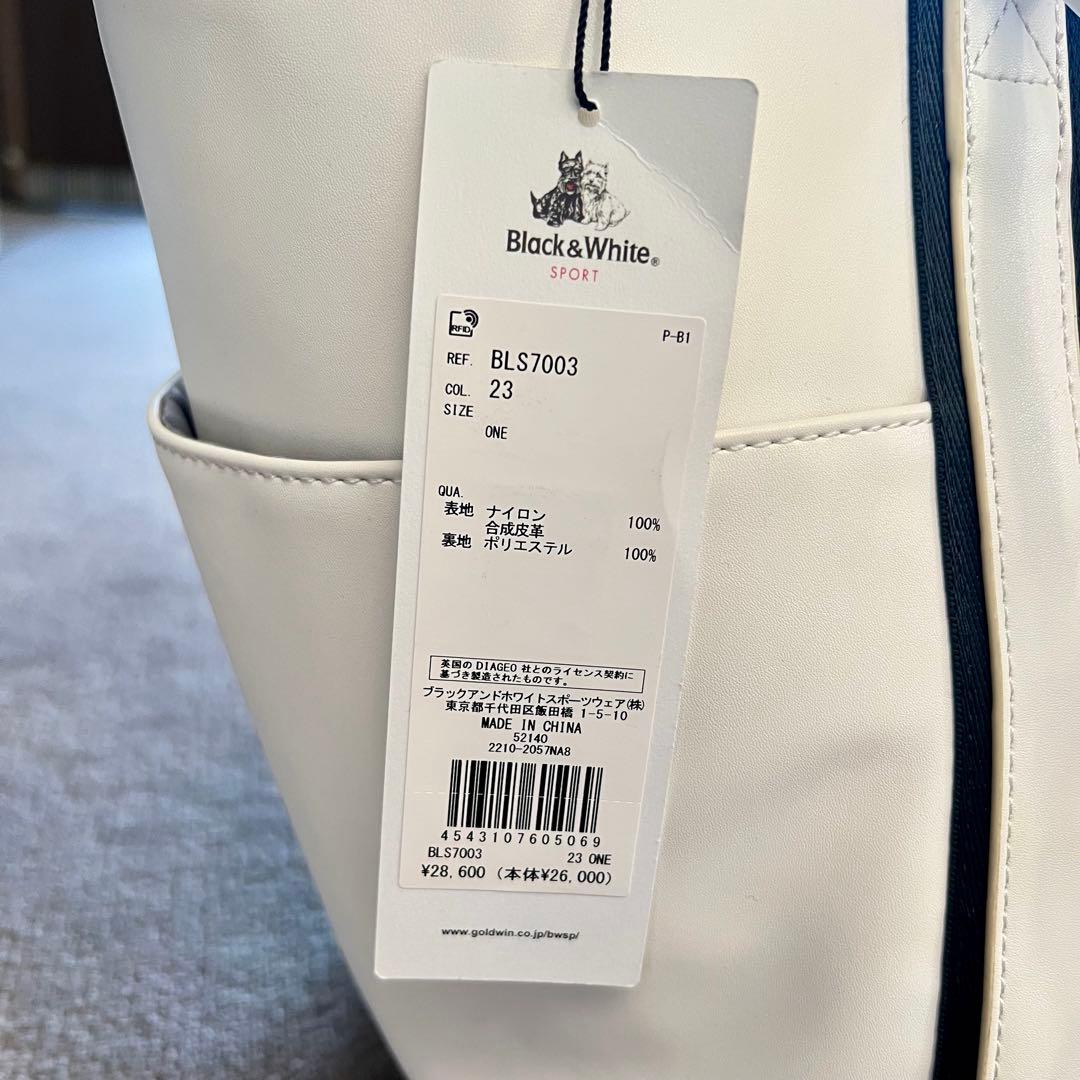 Black&White®
SPORT
RFID
P-B1
REF. BLS7003
COL. 23
SIZE
ONE
QUA.
表地 ナイロン 100%
合成皮革
裏地 ポリエステル 100%
英国の DIAGEO 社とのライセンス契約に
基づき製造されたものです。
ブラックアンドホワイトスポーツウェア(株)
東京都千代田区飯田橋 1-5-10
MADE IN CHINA
52140
2210-2057NA8
4543107605069
BLS7003 23 ONE
¥28,600 (本体¥26,000)
www.goldwin.co.jp/bwsp/